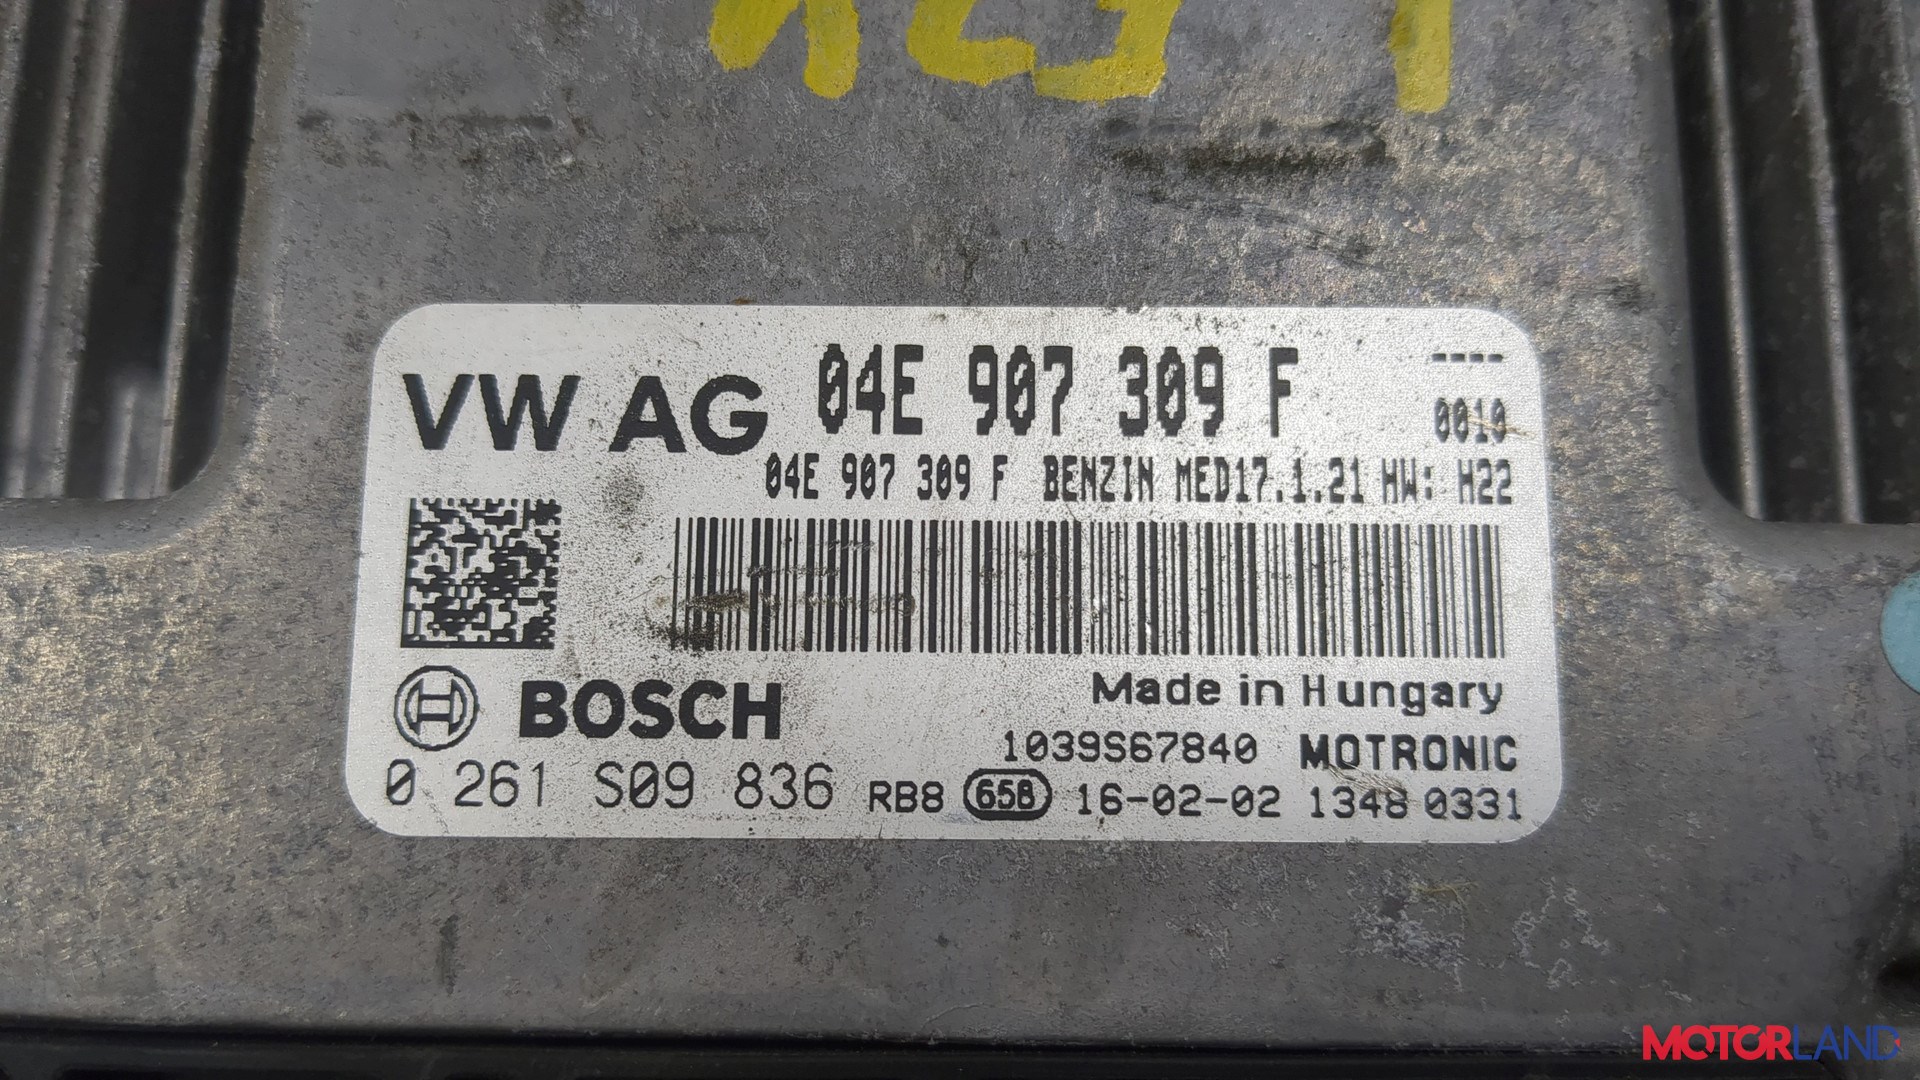 VW AG 04E 907 309 F ----
0010
04E 907 309 F BENZIN MED17.1.21 HW: H22
BOSCH
Made in Hungary
1039S67840 MOTRONIC
0 261 S09 836 RB8 658 16-02-02 1348 0331
MOTORLAND